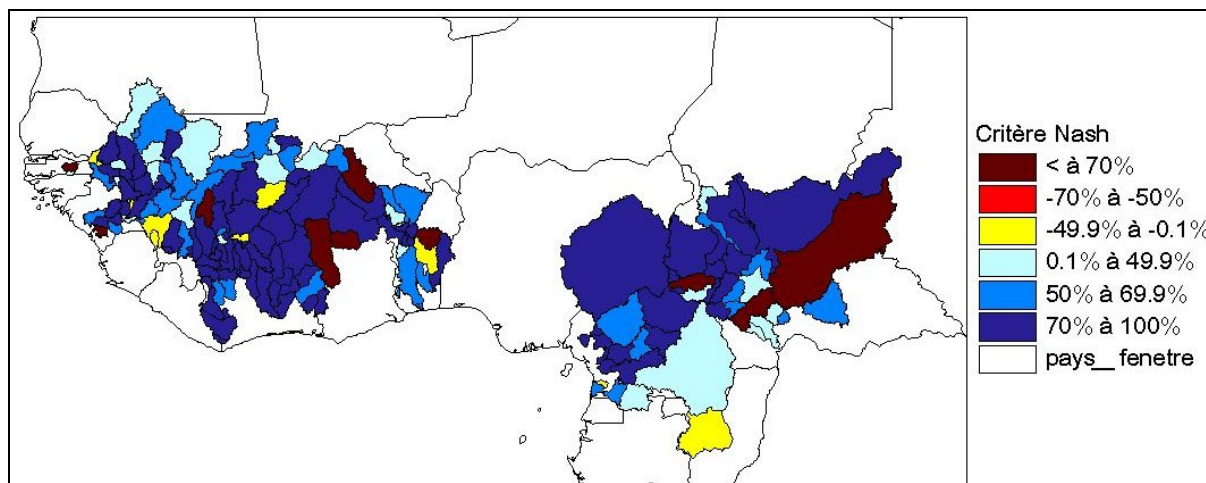 Critère Nash
< à 70%
-70% à -50%
-49.9% à -0.1%
0.1% à 49.9%
50% à 69.9%
70% à 100%
pays__ fenetre